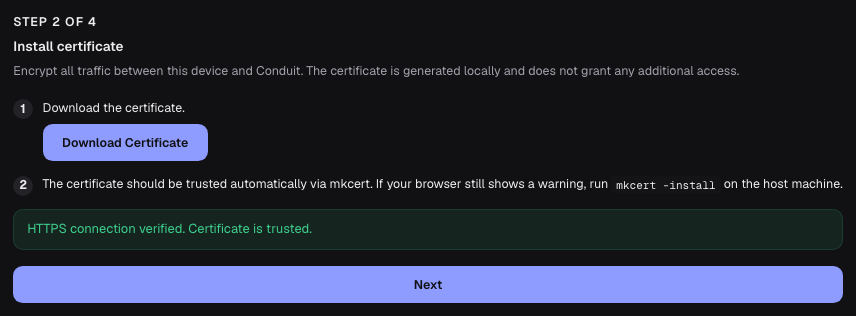 STEP 2 OF 4
Install certificate
Encrypt all traffic between this device and Conduit. The certificate is generated locally and does not grant any additional access.
1 Download the certificate.
Download Certificate
2 The certificate should be trusted automatically via mkcert. If your browser still shows a warning, run mkcert -install on the host machine.
HTTPS connection verified. Certificate is trusted.
Next